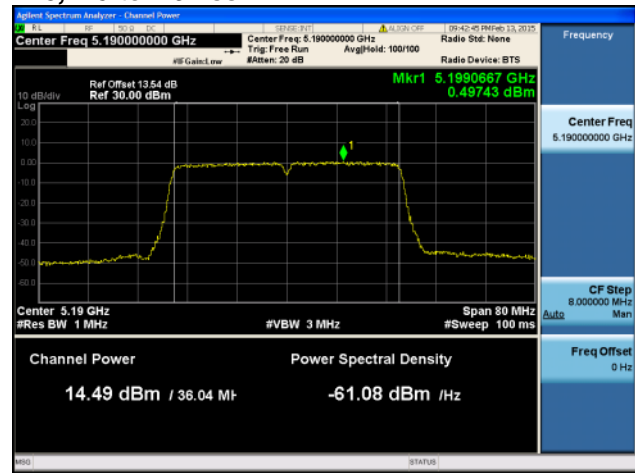 Agilent Spectrum Analyzer - Channel Power
RL RF 50 Ω DC SENSE:INT ALIGN OFF 09:42:45 PM Feb 13, 2015
Center Freq 5.190000000 GHz Center Freq: 5.190000000 GHz Radio Std: None
Trig: Free Run Avg|Hold: 100/100
#IFGain:Low #Atten: 20 dB Radio Device: BTS
Frequency
Mkr1 5.1990667 GHz
Ref Offset 13.54 dB
10 dB/div Ref 30.00 dBm 0.49743 dBm
Log
20.0
10.0
0.00
-10.0
-20.0
-30.0
-40.0
-50.0
-60.0
1
Center 5.19 GHz Span 80 MHz
#Res BW 1 MHz #VBW 3 MHz #Sweep 100 ms
Channel Power Power Spectral Density
14.49 dBm / 36.04 MH -61.08 dBm /Hz
Center Freq
5.190000000 GHz
CF Step
8.000000 MHz
Auto Man
Freq Offset
0 Hz
MSG STATUS